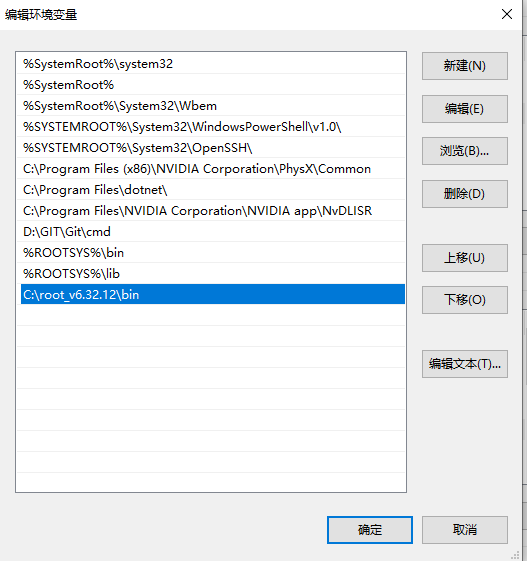 编辑环境变量
%SystemRoot%\system32
%SystemRoot%
%SystemRoot%\System32\Wbem
%SYSTEMROOT%\System32\WindowsPowerShell\v1.0\
%SYSTEMROOT%\System32\OpenSSH\
C:\Program Files (x86)\NVIDIA Corporation\PhysX\Common
C:\Program Files\dotnet\
C:\Program Files\NVIDIA Corporation\NVIDIA app\NvDLISR
D:\GIT\Git\cmd
%ROOTSYS%\bin
%ROOTSYS%\lib
C:\root_v6.32.12\bin
新建(N)
编辑(E)
浏览(B)...
删除(D)
上移(U)
下移(O)
编辑文本(T)...
确定
取消